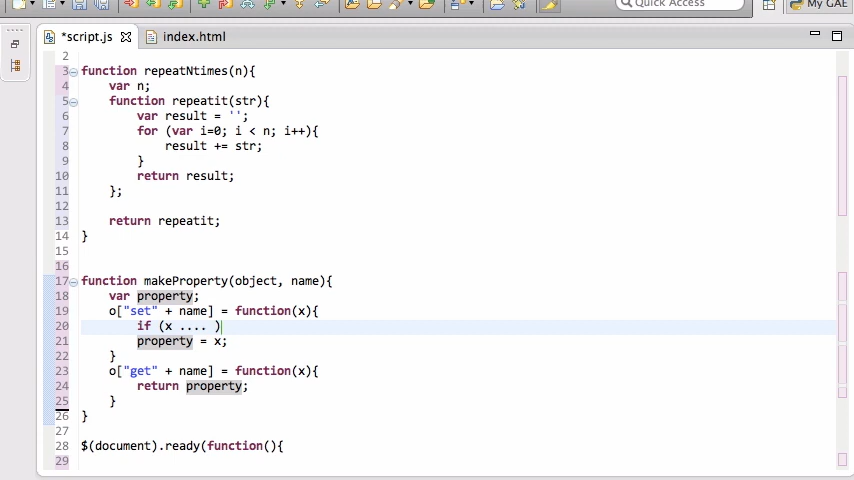 Quick Access
My GAE
*script.js
index.html
2
3 function repeatNtimes(n){
4 var n;
5 function repeatit(str){
6 var result = '';
7 for (var i=0; i < n; i++){
8 result += str;
9 }
10 return result;
11 };
12
13 return repeatit;
14 }
15
16
17 function makeProperty(object, name){
18 var property;
19 o["set" + name] = function(x){
20 if (x .... )
21 property = x;
22 }
23 o["get" + name] = function(x){
24 return property;
25 }
26 }
27
28 $(document).ready(function(){
29